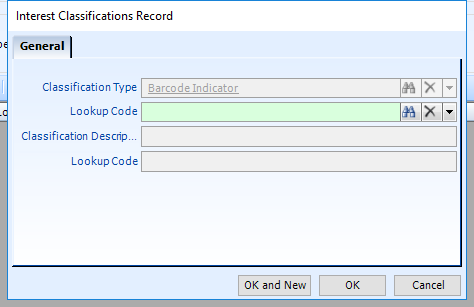 Interest Classifications Record
General
Classification Type Barcode Indicator
Lookup Code
Classification Descrip...
Lookup Code
OK and New OK Cancel